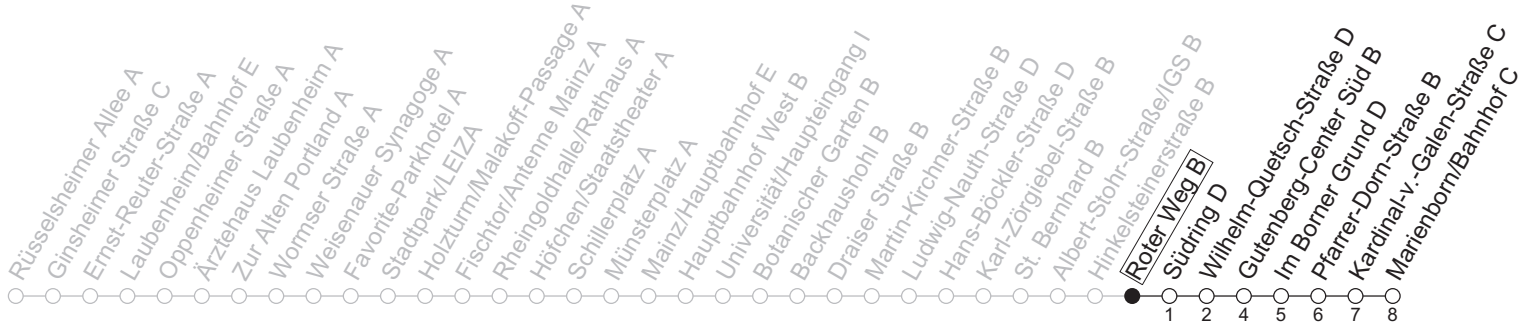 Rüsselsheimer Allee A
Ginsheimer Straße C
Ernst-Reuter-Straße A
Laubenheim/Bahnhof E
Oppenheimer Straße A
Ärztehaus Laubenheim A
Zur Alten Portland A
Wormser Straße A
Weisenauer Synagoge A
Favorite-Parkhotel A
Stadtpark/LEIZA
Holzturm/Malakoff-Passage A
Fischtor/Antenne Mainz A
Rheingoldhalle/Rathaus A
Höfchen/Staatstheater A
Schillerplatz A
Münsterplatz A
Mainz/Hauptbahnhof E
Hauptbahnhof West B
Universität/Haupteingang I
Botanischer Garten B
Backhaushohl B
Draiser Straße B
Martin-Kirchner-Straße B
Ludwig-Nauth-Straße D
Hans-Böckler-Straße D
Karl-Zörgiebel-Straße B
St. Bernhard B
Albert-Stohr-Straße/IGS B
Hinkelsteinerstraße B
Roter Weg B
Südring D
Wilhelm-Quetsch-Straße D
Gutenberg-Center Süd B
Im Borner Grund D
Pfarrer-Dorn-Straße B
Kardinal-v.-Galen-Straße C
Marienborn/Bahnhof C
1 2 4 5 6 7 8